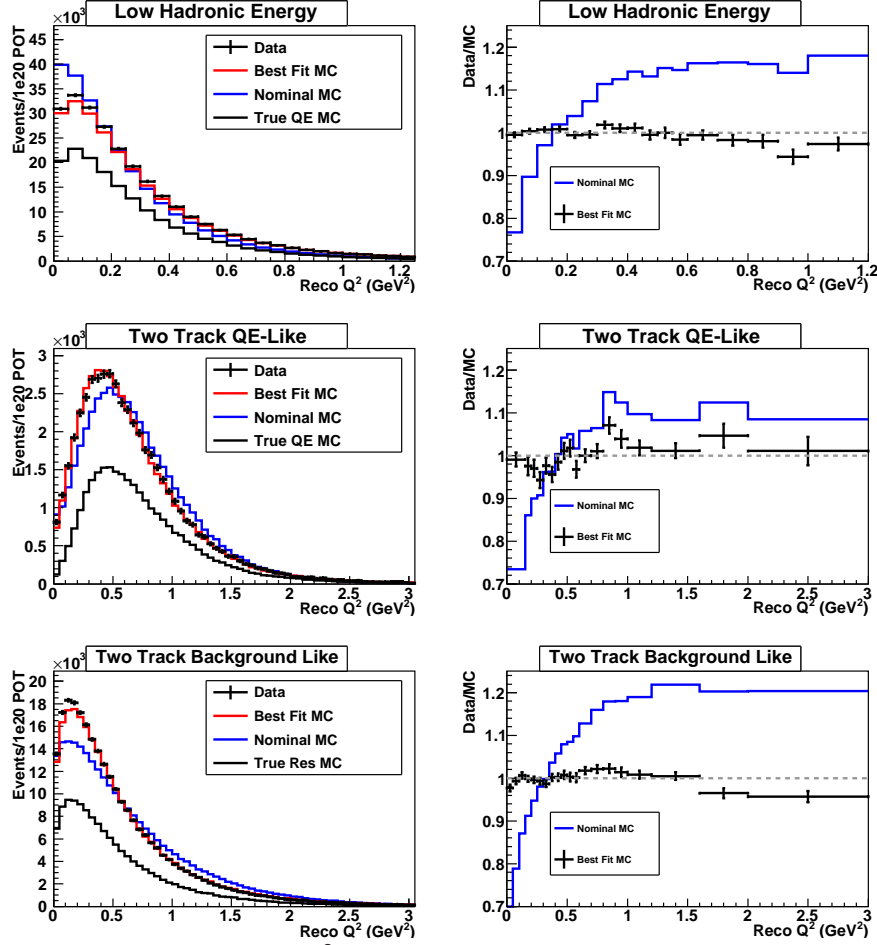 Low Hadronic Energy
×10³
Events/1e20 POT
45
40
35
30
25
20
15
10
5
0
Data
Best Fit MC
Nominal MC
True QE MC
0 0.2 0.4 0.6 0.8 1 1.2
Reco Q² (GeV²)
Low Hadronic Energy
Data/MC
1.2
1.1
1
0.9
0.8
0.7
Nominal MC
Best Fit MC
0 0.2 0.4 0.6 0.8 1 1.2
Reco Q² (GeV²)
Two Track QE-Like
×10³
Events/1e20 POT
3
2.5
2
1.5
1
0.5
0
Data
Best Fit MC
Nominal MC
True QE MC
0 0.5 1 1.5 2 2.5 3
Reco Q² (GeV²)
Two Track QE-Like
Data/MC
1.2
1.1
1
0.9
0.8
0.7
Nominal MC
Best Fit MC
0 0.5 1 1.5 2 2.5 3
Reco Q² (GeV²)
Two Track Background Like
×10³
Events/1e20 POT
20
18
16
14
12
10
8
6
4
2
0
Data
Best Fit MC
Nominal MC
True Res MC
0 0.5 1 1.5 2 2.5 3
Reco Q² (GeV²)
Two Track Background Like
Data/MC
1.2
1.1
1
0.9
0.8
0.7
Nominal MC
Best Fit MC
0 0.5 1 1.5 2 2.5 3
Reco Q² (GeV²)